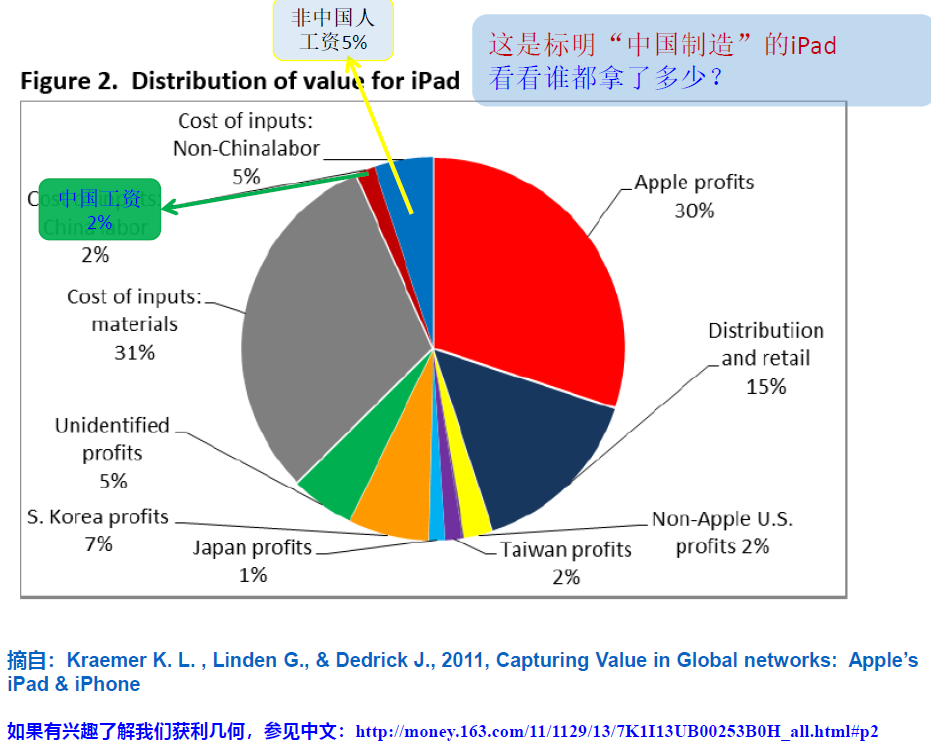 非中国人
工资5%
这是标明“中国制造”的iPad
看看谁都拿了多少？
Figure 2.  Distribution of value for iPad
Cost of inputs:
Non-Chinalabor
5%
中国工资
2%
2%
Apple profits
30%
Cost of inputs:
materials
31%
Distributiion
and retail
15%
Unidentified
profits
5%
S. Korea profits
7%
Japan profits
1%
Taiwan profits
2%
Non-Apple U.S.
profits 2%
摘自：Kraemer K. L. , Linden G., & Dedrick J., 2011, Capturing Value in Global networks:  Apple’s
iPad & iPhone
如果有兴趣了解我们获利几何，参见中文：http://money.163.com/11/1129/13/7K1I13UB00253B0H_all.html#p2